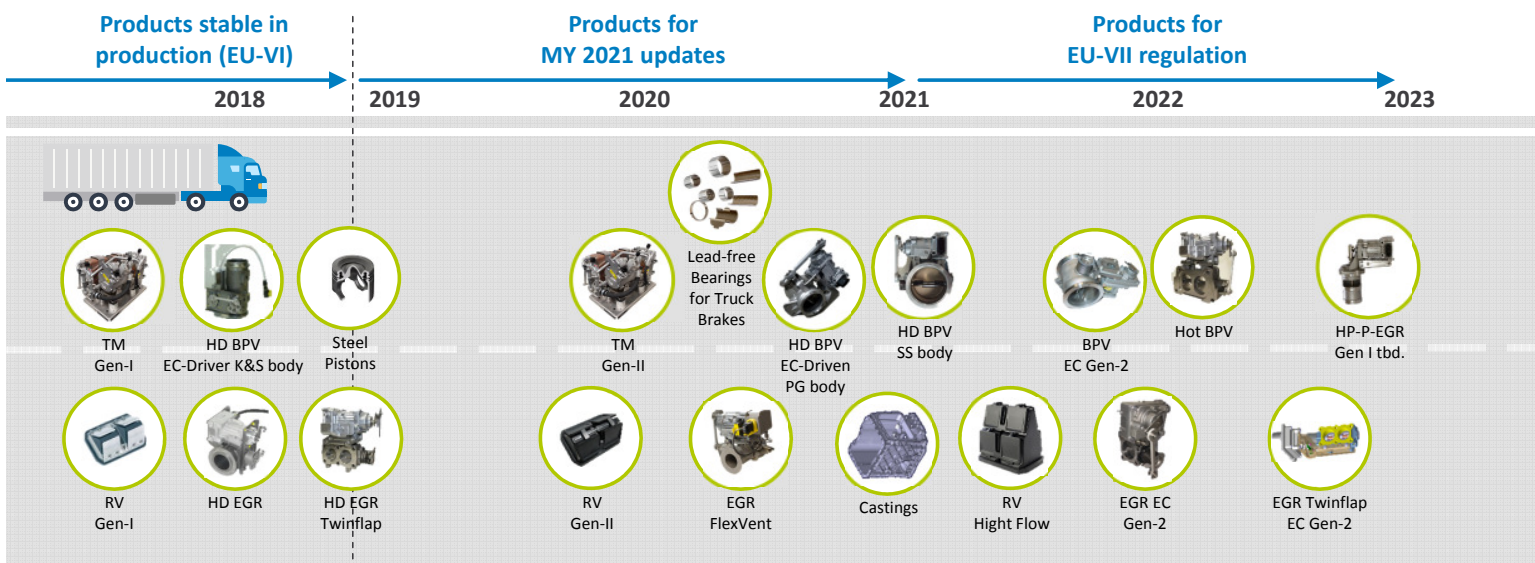 Products stable in
production (EU-VI)
Products for
MY 2021 updates
Products for
EU-VII regulation
2018
2019
2020
2021
2022
2023
TM
Gen-I
HD BPV
EC-Driver K&S body
Steel
Pistons
TM
Gen-II
Lead-free
Bearings
for Truck
Brakes
HD BPV
EC-Driven
PG body
HD BPV
SS body
BPV
EC Gen-2
Hot BPV
HP-P-EGR
Gen I tbd.
RV
Gen-I
HD EGR
HD EGR
Twinflap
RV
Gen-II
EGR
FlexVent
Castings
RV
Hight Flow
EGR EC
Gen-2
EGR Twinflap
EC Gen-2